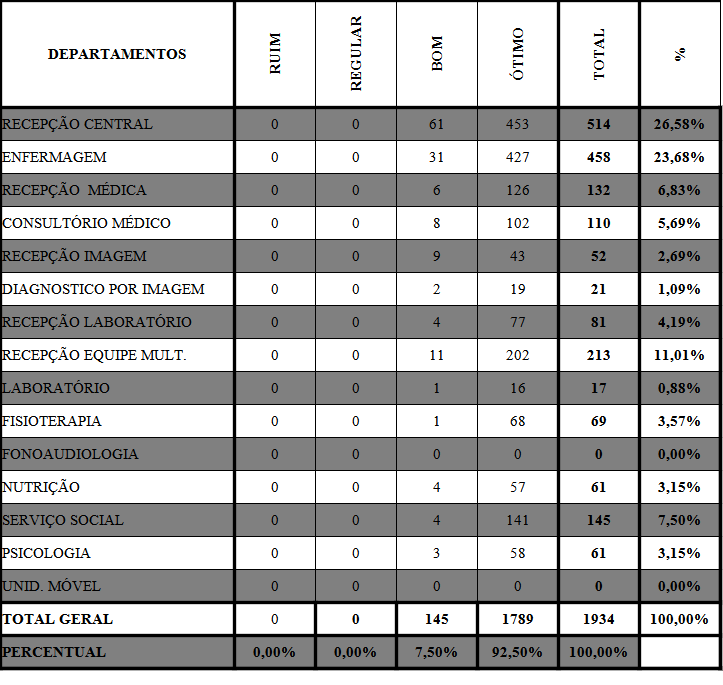 DEPARTAMENTOS RUIM REGULAR BOM ÓTIMO TOTAL %
RECEPÇÃO CENTRAL 0 0 61 453 514 26,58%
ENFERMAGEM 0 0 31 427 458 23,68%
RECEPÇÃO MÉDICA 0 0 6 126 132 6,83%
CONSULTÓRIO MÉDICO 0 0 8 102 110 5,69%
RECEPÇÃO IMAGEM 0 0 9 43 52 2,69%
DIAGNOSTICO POR IMAGEM 0 0 2 19 21 1,09%
RECEPÇÃO LABORATÓRIO 0 0 4 77 81 4,19%
RECEPÇÃO EQUIPE MULT. 0 0 11 202 213 11,01%
LABORATÓRIO 0 0 1 16 17 0,88%
FISIOTERAPIA 0 0 1 68 69 3,57%
FONOAUDIOLOGIA 0 0 0 0 0 0,00%
NUTRIÇÃO 0 0 4 57 61 3,15%
SERVIÇO SOCIAL 0 0 4 141 145 7,50%
PSICOLOGIA 0 0 3 58 61 3,15%
UNID. MÓVEL 0 0 0 0 0 0,00%
TOTAL GERAL 0 0 145 1789 1934 100,00%
PERCENTUAL 0,00% 0,00% 7,50% 92,50% 100,00%